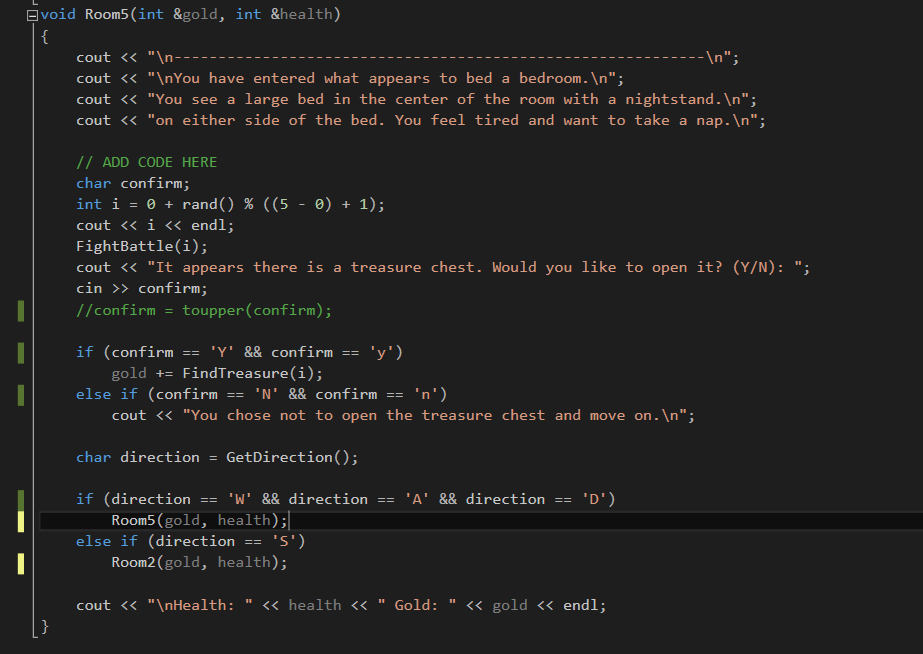 void Room5(int &gold, int &health)
{
    cout << "\n------------------------------------------------------------\n";
    cout << "\nYou have entered what appears to bed a bedroom.\n";
    cout << "You see a large bed in the center of the room with a nightstand.\n";
    cout << "on either side of the bed. You feel tired and want to take a nap.\n";
    // ADD CODE HERE
    char confirm;
    int i = 0 + rand() % ((5 - 0) + 1);
    cout << i << endl;
    FightBattle(i);
    cout << "It appears there is a treasure chest. Would you like to open it? (Y/N): ";
    cin >> confirm;
    //confirm = toupper(confirm);
    if (confirm == 'Y' && confirm == 'y')
        gold += FindTreasure(i);
    else if (confirm == 'N' && confirm == 'n')
        cout << "You chose not to open the treasure chest and move on.\n";
    char direction = GetDirection();
    if (direction == 'W' && direction == 'A' && direction == 'D')
        Room5(gold, health);
    else if (direction == 'S')
        Room2(gold, health);
    cout << "\nHealth: " << health << " Gold: " << gold << endl;
}